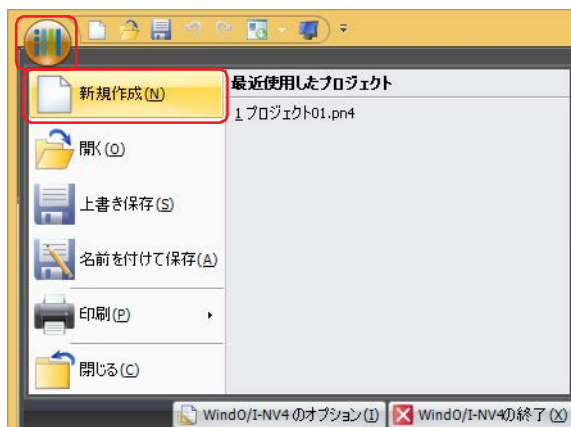 新規作成(N)
開く(O)
上書き保存(S)
名前を付けて保存(A)
印刷(P)
閉じる(C)
最近使用したプロジェクト
1 プロジェクト01.pn4
WindO/I-NV4 のオプション(I)
WindO/I-NV4の終了(X)